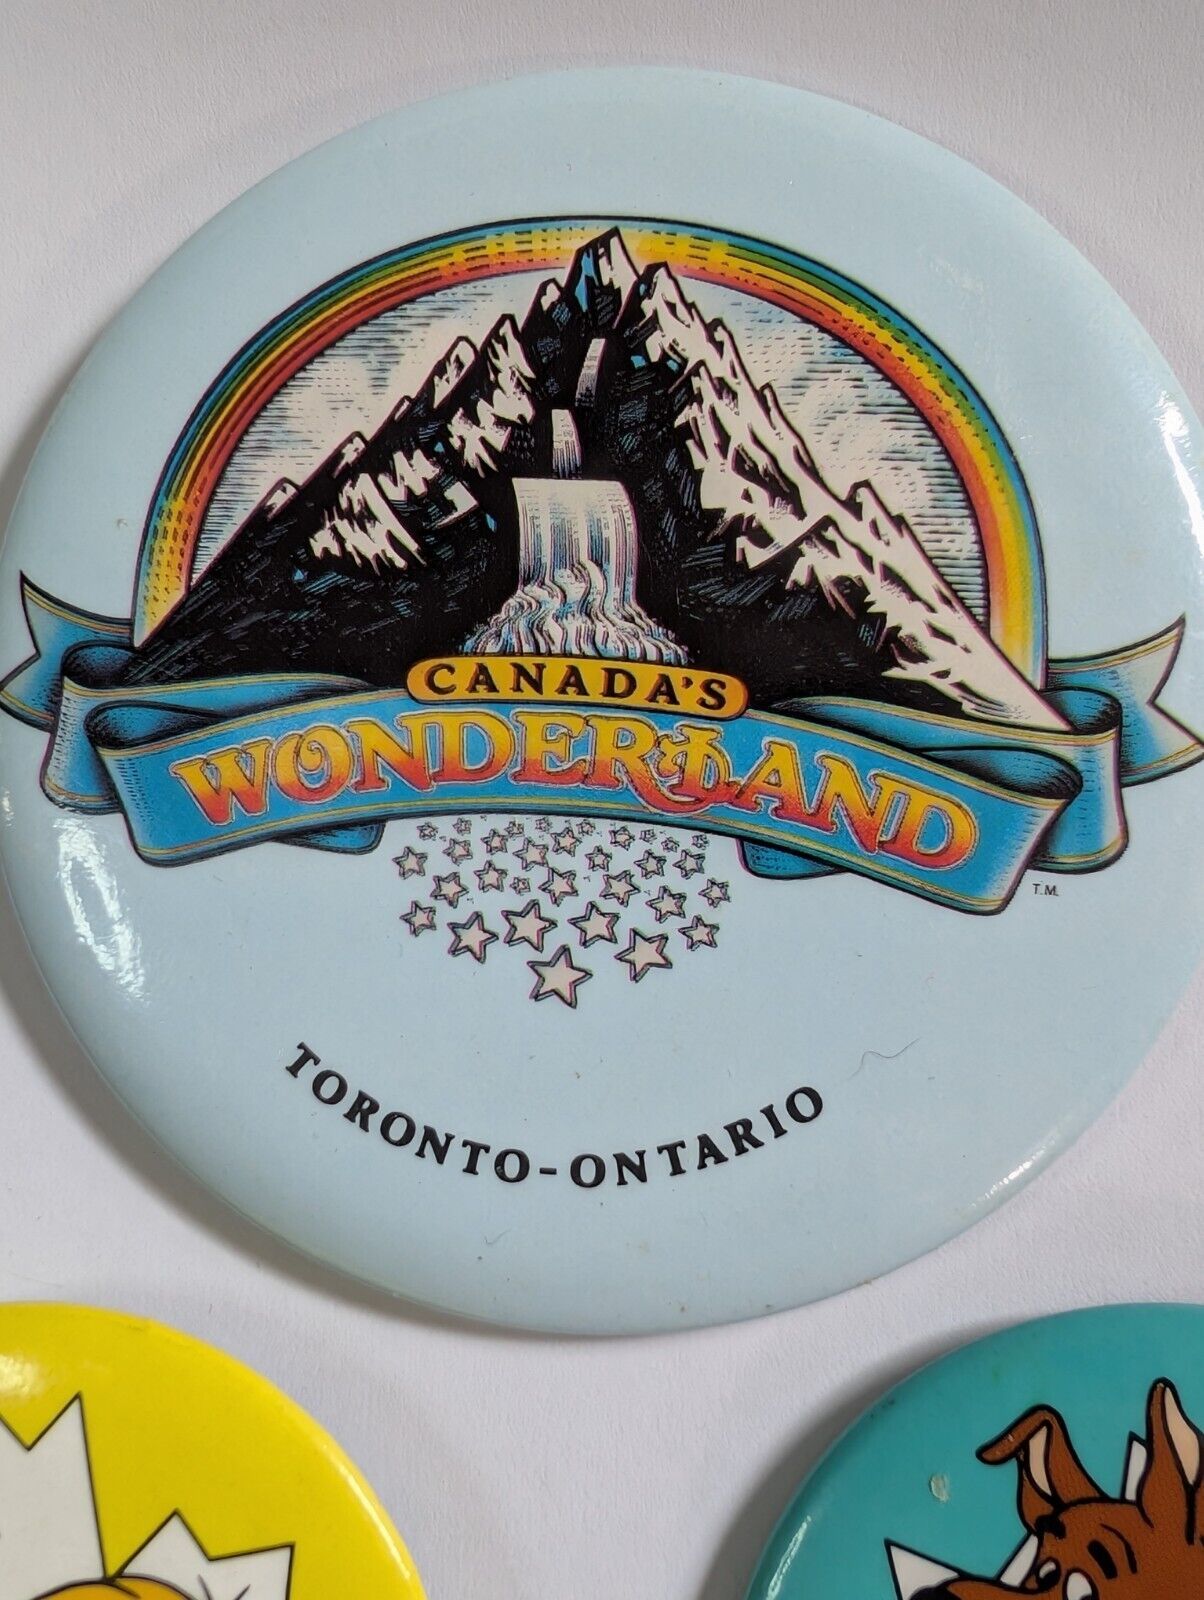 CANADA'S
WONDERLAND
T.M.
TORONTO-ONTARIO